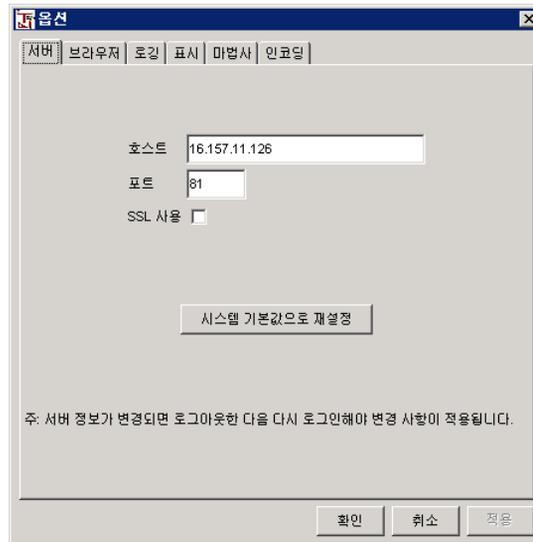 옵션
서버 브라우저 로깅 표시 마법사 인코딩
호스트 16.157.11.126
포트 81
SSL 사용
시스템 기본값으로 재설정
주: 서버 정보가 변경되면 로그아웃한 다음 다시 로그인해야 변경 사항이 적용됩니다.
확인 취소 적용